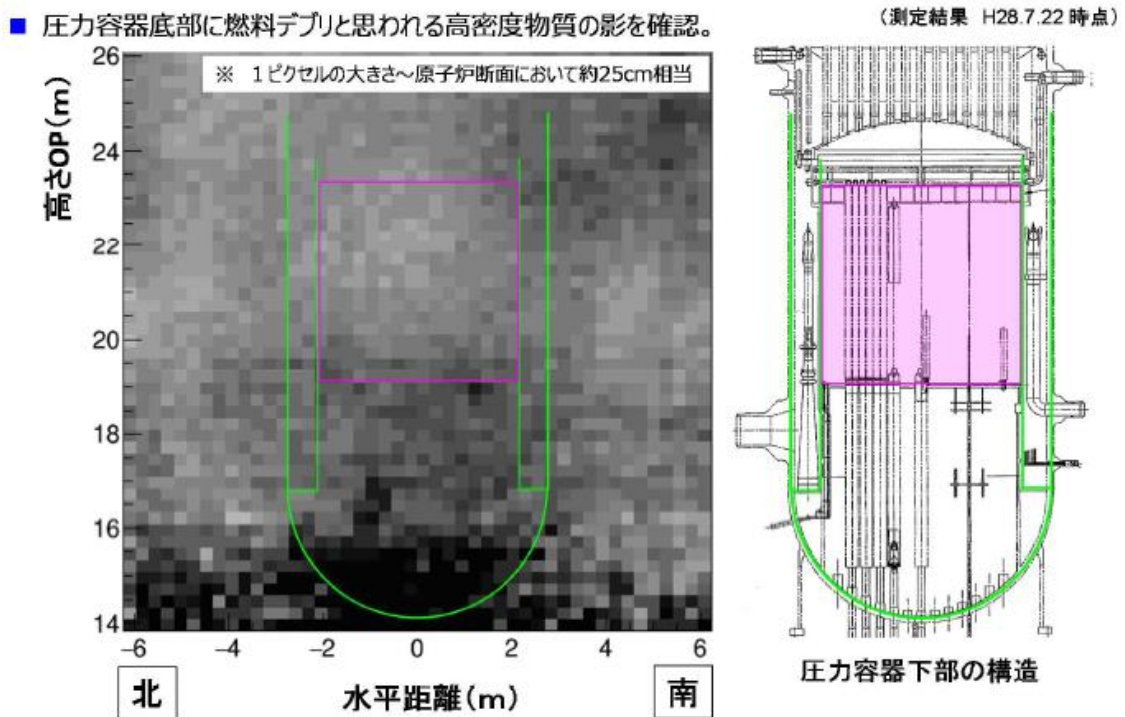 (測定結果 H28.7.22 時点)
■ 圧力容器底部に燃料デブリと思われる高密度物質の影を確認。
※ 1ピクセルの大きさ~原子炉断面において約25cm相当
高さOP(m)
26
24
22
20
18
16
14
-6 -4 -2 0 2 4 6
北 水平距離(m) 南
圧力容器下部の構造